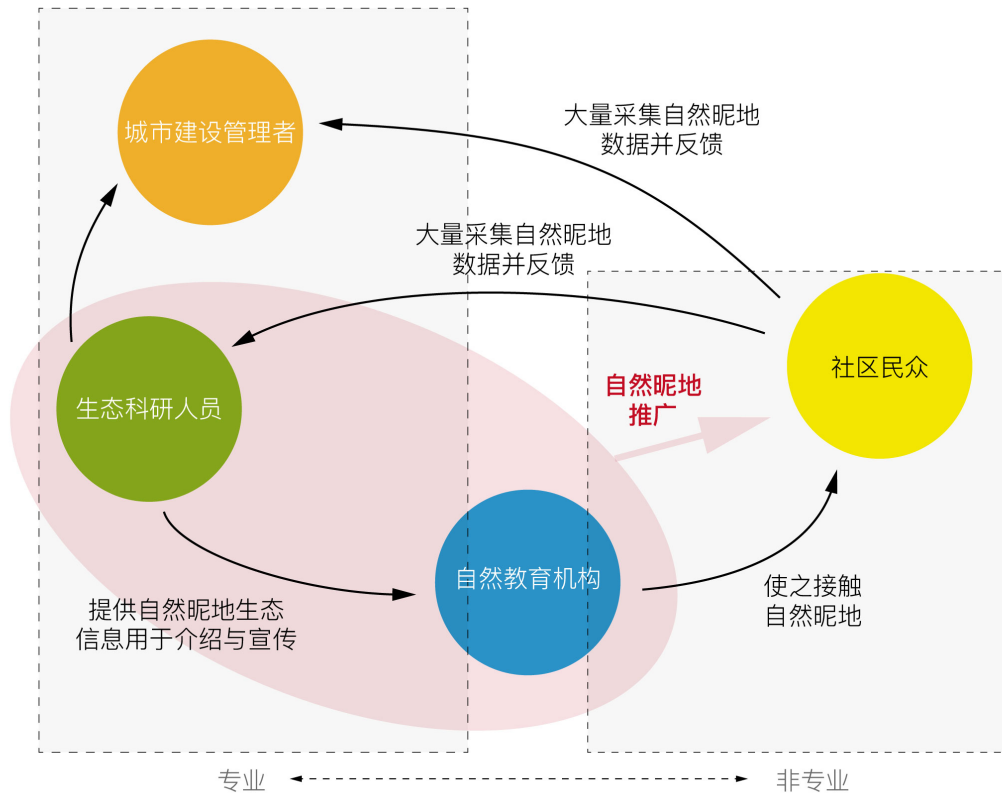 城市建设管理者
大量采集自然昵地
数据并反馈
大量采集自然昵地
数据并反馈
社区民众
自然昵地
推广
生态科研人员
自然教育机构
使之接触
自然昵地
提供自然昵地生态
信息用于介绍与宣传
专业
非专业